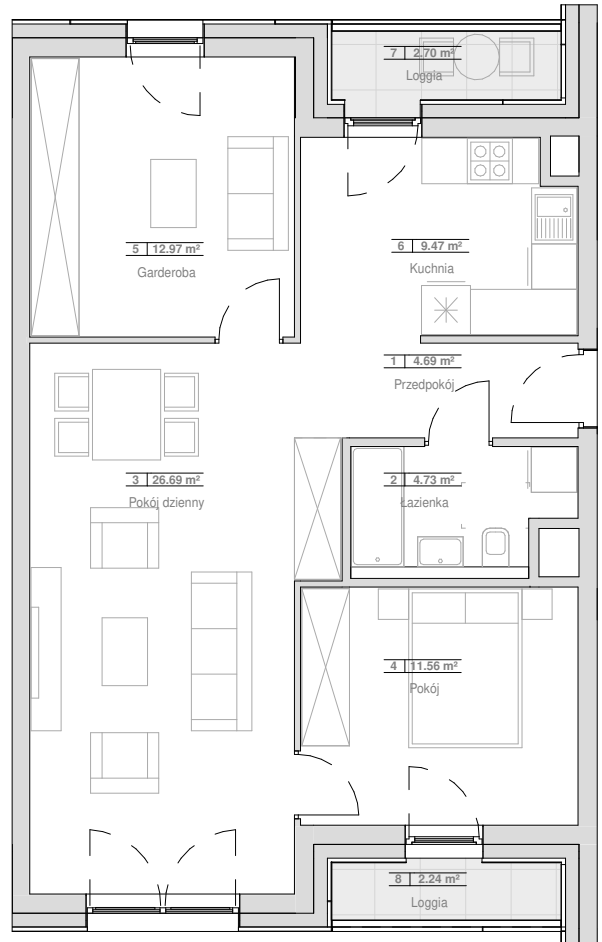 7 2.70 m²
Loggia
5 12.97 m²
Garderoba
6 9.47 m²
Kuchnia
1 4.69 m²
Przedpokój
3 26.69 m²
Pokój dzienny
2 4.73 m²
Łazienka
4 11.56 m²
Pokój
8 2.24 m²
Loggia